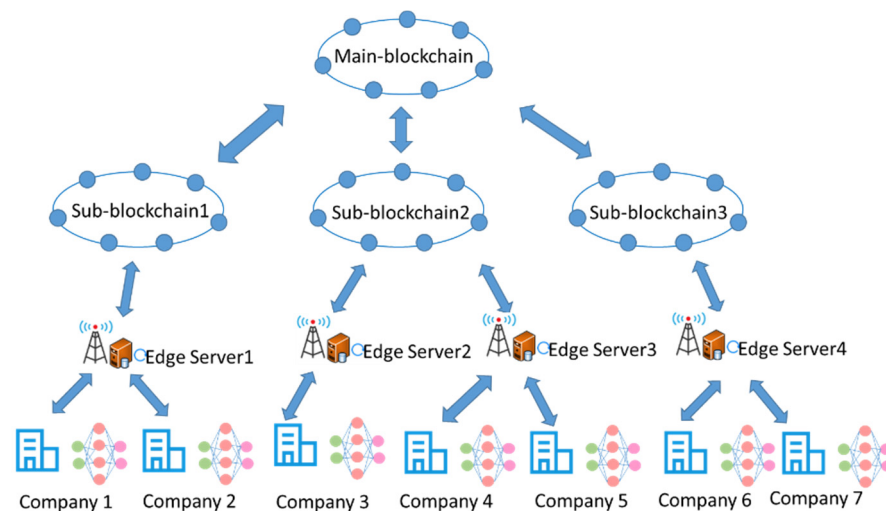 Main-blockchain
Sub-blockchain1
Sub-blockchain2
Sub-blockchain3
Edge Server1
Edge Server2
Edge Server3
Edge Server4
Company 1
Company 2
Company 3
Company 4
Company 5
Company 6
Company 7